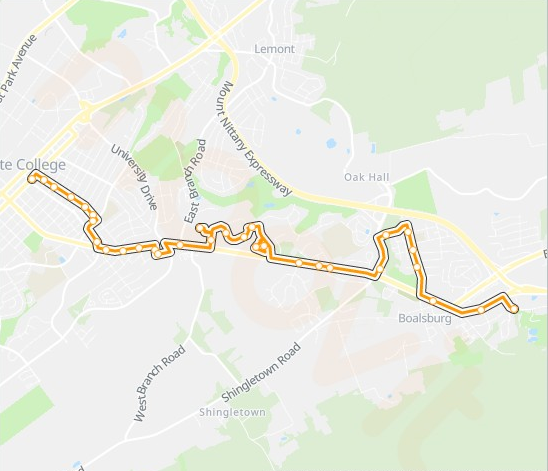 st Park Avenue
Lemont
Mount Nittany Expressway
University Drive
East Branch Road
te College
Oak Hall
Boalsburg
West Branch Road
Shingletown Road
Shingletown